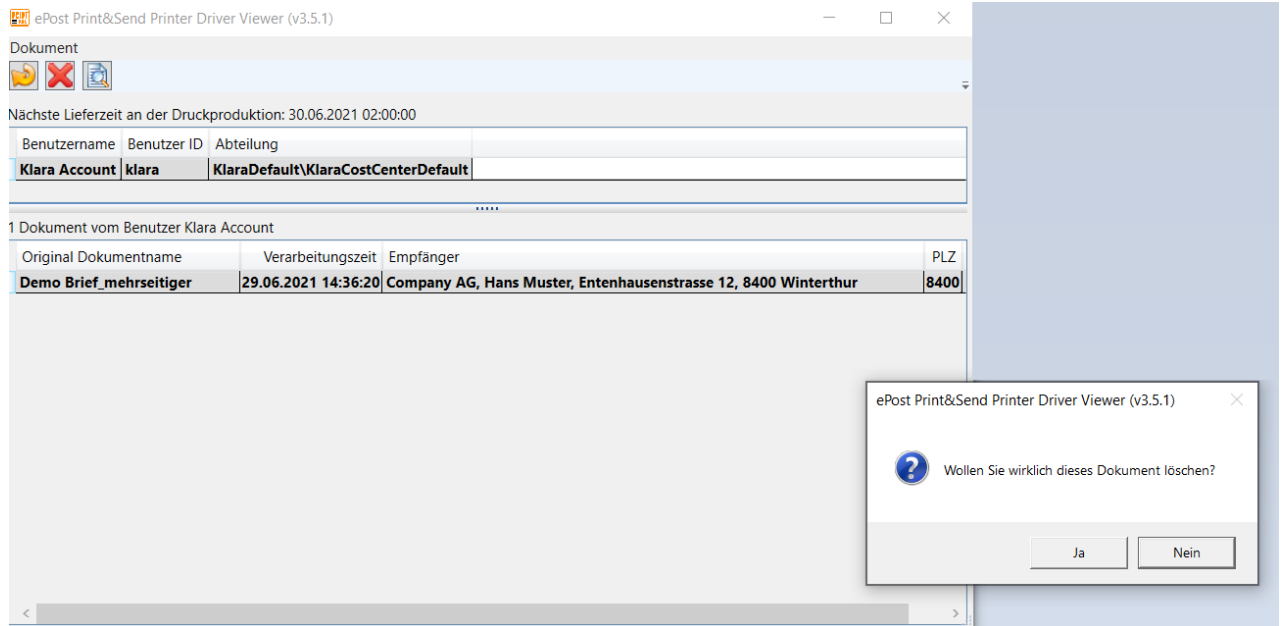 ePost Print&Send Printer Driver Viewer (v3.5.1)
Dokument
Nächste Lieferzeit an der Druckproduktion: 30.06.2021 02:00:00
Benutzername Benutzer ID Abteilung
Klara Account klara KlaraDefault\KlaraCostCenterDefault
1 Dokument vom Benutzer Klara Account
Original Dokumentname Verarbeitungszeit Empfänger PLZ
Demo Brief_mehrseitiger 29.06.2021 14:36:20 Company AG, Hans Muster, Entenhausenstrasse 12, 8400 Winterthur 8400
ePost Print&Send Printer Driver Viewer (v3.5.1)
Wollen Sie wirklich dieses Dokument löschen?
Ja Nein